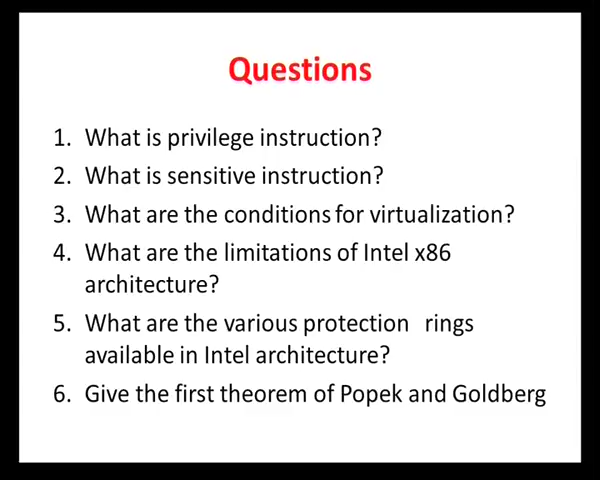 Questions
1. What is privilege instruction?
2. What is sensitive instruction?
3. What are the conditions for virtualization?
4. What are the limitations of Intel x86
architecture?
5. What are the various protection rings
available in Intel architecture?
6. Give the first theorem of Popek and Goldberg